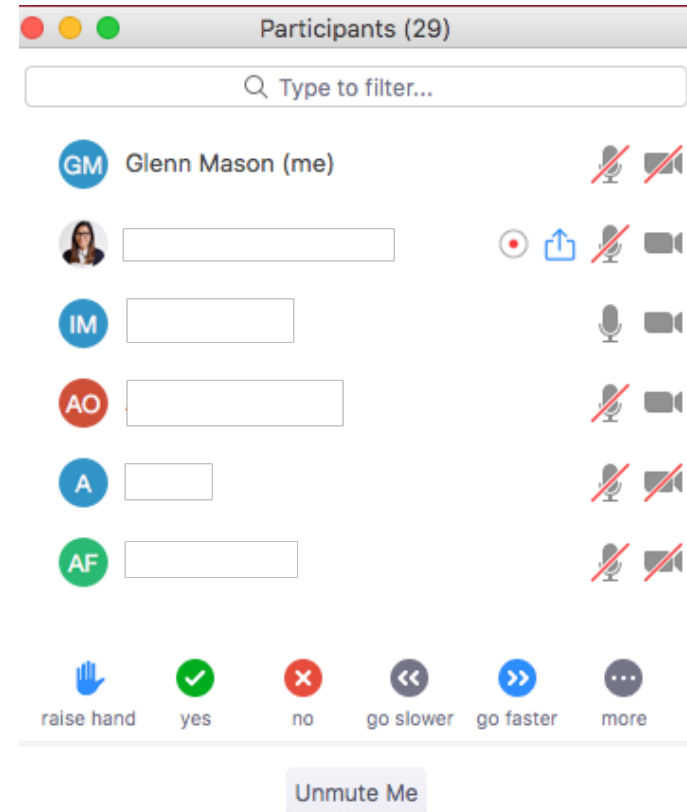 Participants (29)
Type to filter...
GM Glenn Mason (me)
IM
AO
A
AF
raise hand yes no go slower go faster more
Unmute Me